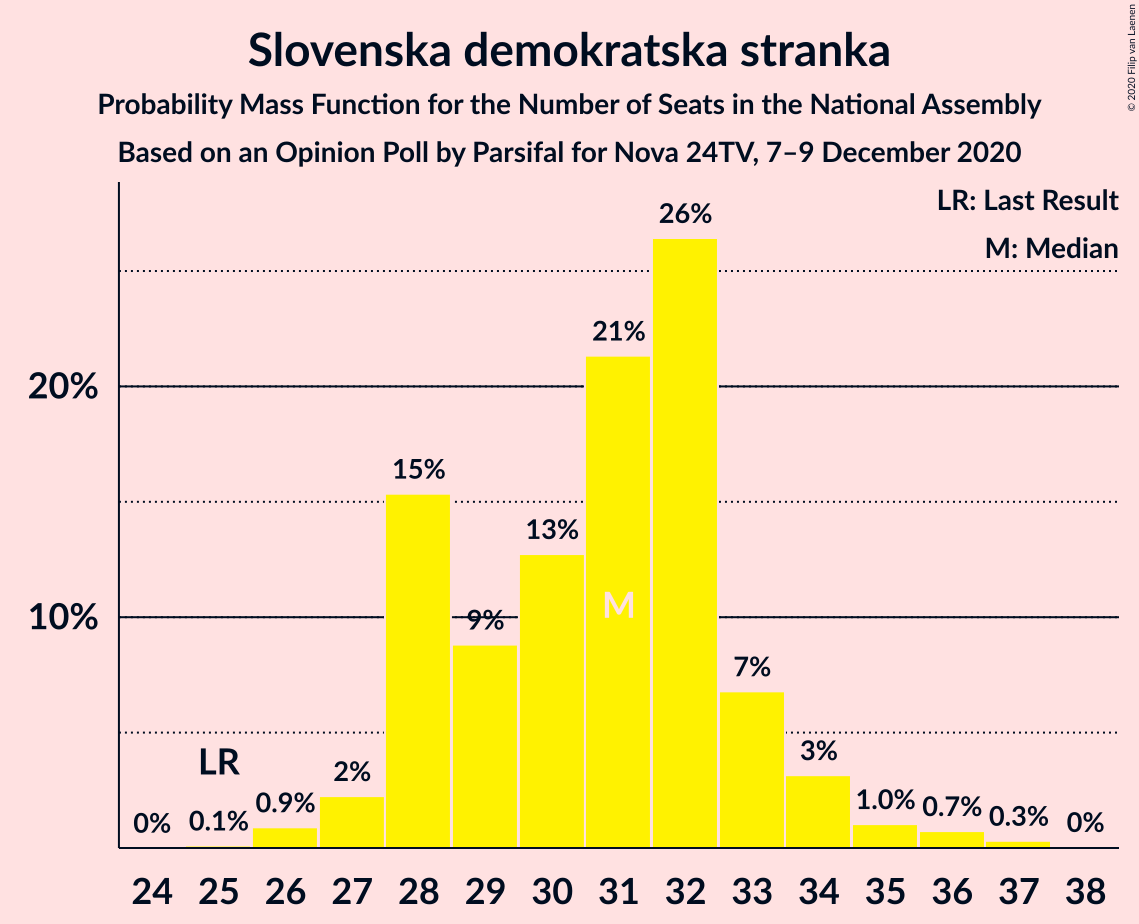 Slovenska demokratska stranka
Probability Mass Function for the Number of Seats in the National Assembly
Based on an Opinion Poll by Parsifal for Nova 24TV, 7–9 December 2020
© 2020 Filip van Laenen
LR: Last Result
M: Median
26%
21%
20%
15%
13%
M
10%
9%
7%
LR
3%
2%
0% 0.1% 0.9% 1.0% 0.7% 0.3% 0%
24 25 26 27 28 29 30 31 32 33 34 35 36 37 38